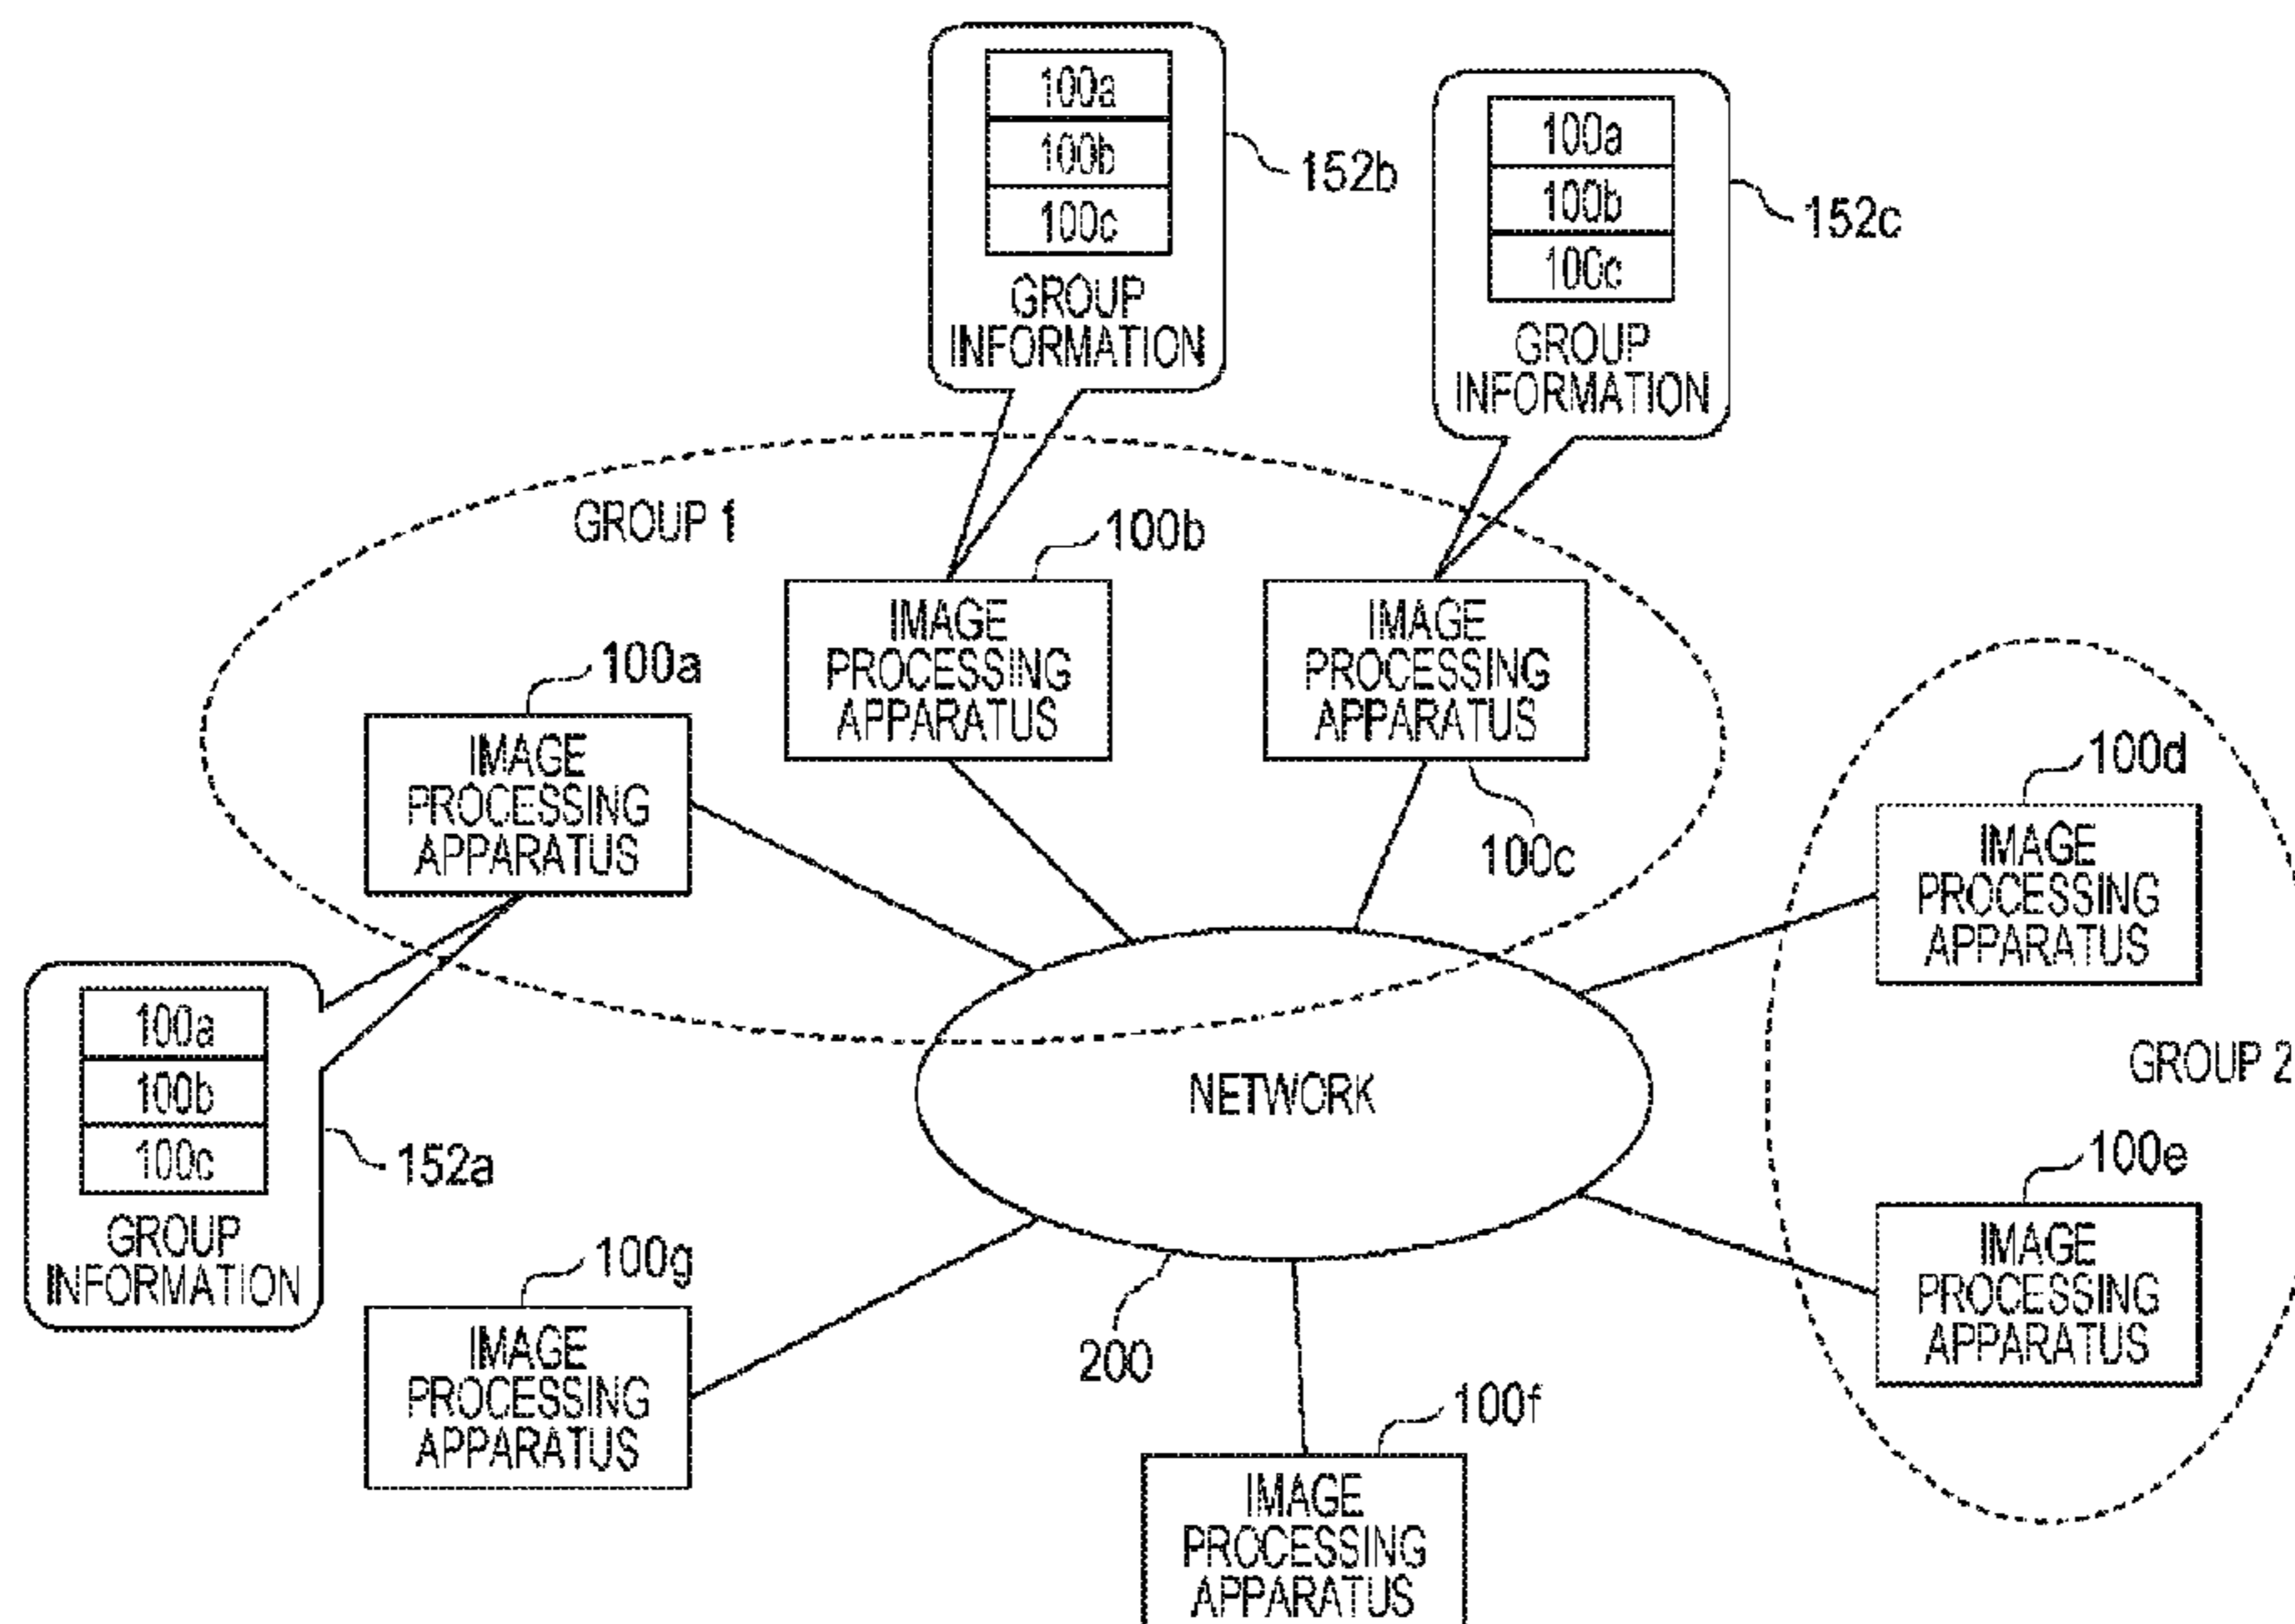 100a
100b
100c
GROUP
INFORMATION
152b
100a
100b
100c
GROUP
INFORMATION
152c
GROUP 1
100b
IMAGE
PROCESSING
APPARATUS
IMAGE
PROCESSING
APPARATUS
100c
100a
IMAGE
PROCESSING
APPARATUS
100d
IMAGE
PROCESSING
APPARATUS
100a
100b
100c
GROUP
INFORMATION
152a
NETWORK
200
GROUP 2
100e
IMAGE
PROCESSING
APPARATUS
100g
IMAGE
PROCESSING
APPARATUS
100f
IMAGE
PROCESSING
APPARATUS